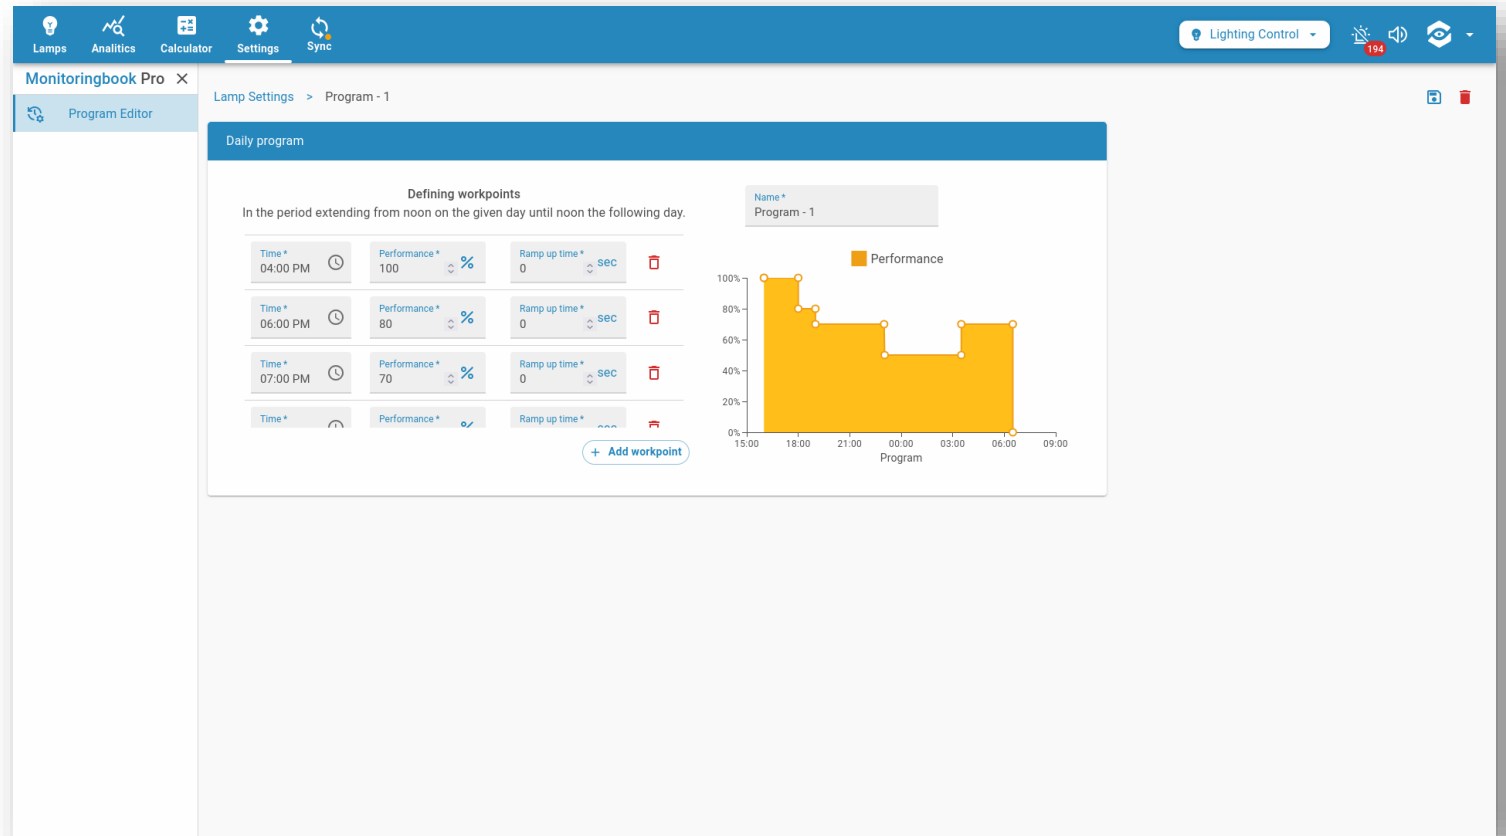 Lamps
Analitics
Calculator
Settings
Sync
Lighting Control
194
Monitoringbook Pro
Program Editor
Lamp Settings > Program - 1
Daily program
Defining workpoints
In the period extending from noon on the given day until noon the following day.
Time *
04:00 PM
Performance *
100
%
Ramp up time *
0
sec
Time *
06:00 PM
Performance *
80
%
Ramp up time *
0
sec
Time *
07:00 PM
Performance *
70
%
Ramp up time *
0
sec
Time *
Performance *
%
Ramp up time *
sec
+ Add workpoint
Name *
Program - 1
Performance
100%
80%
60%
40%
20%
0%
15:00 18:00 21:00 00:00 03:00 06:00 09:00
Program